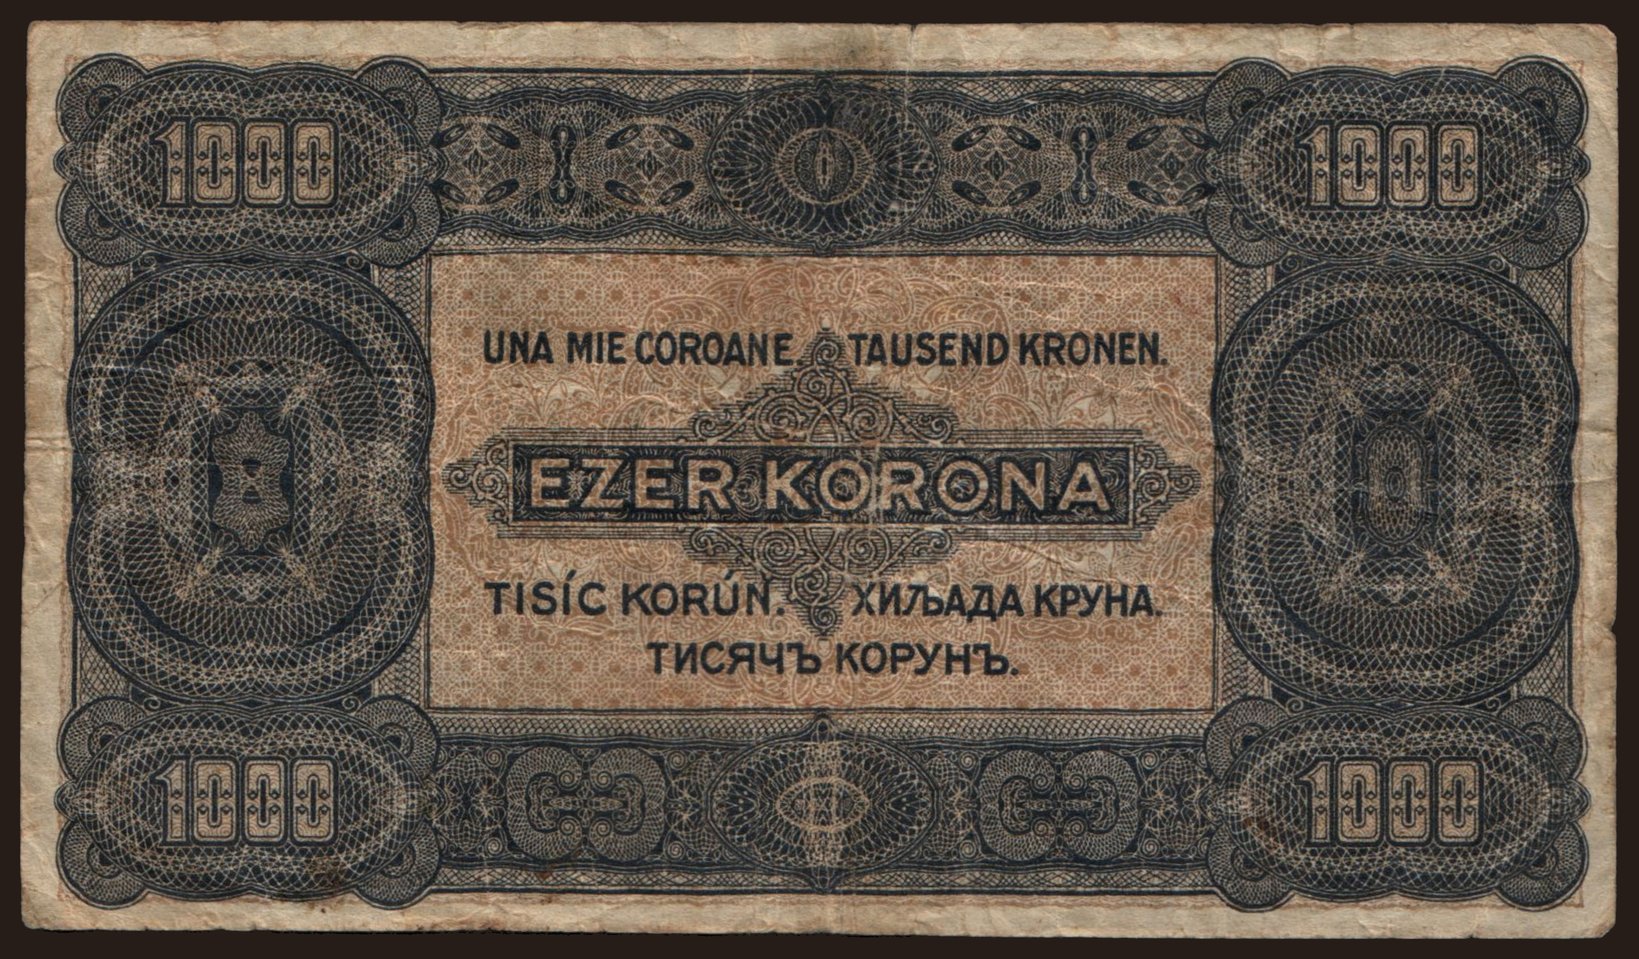 1000 1000
UNA MIE COROANE. TAUSEND KRONEN.
EZER KORONA
TISÍC KORÚN. ХИЉАДА КРУНА.
ТИСЯЧЪ КОРУНЪ.
1000 1000